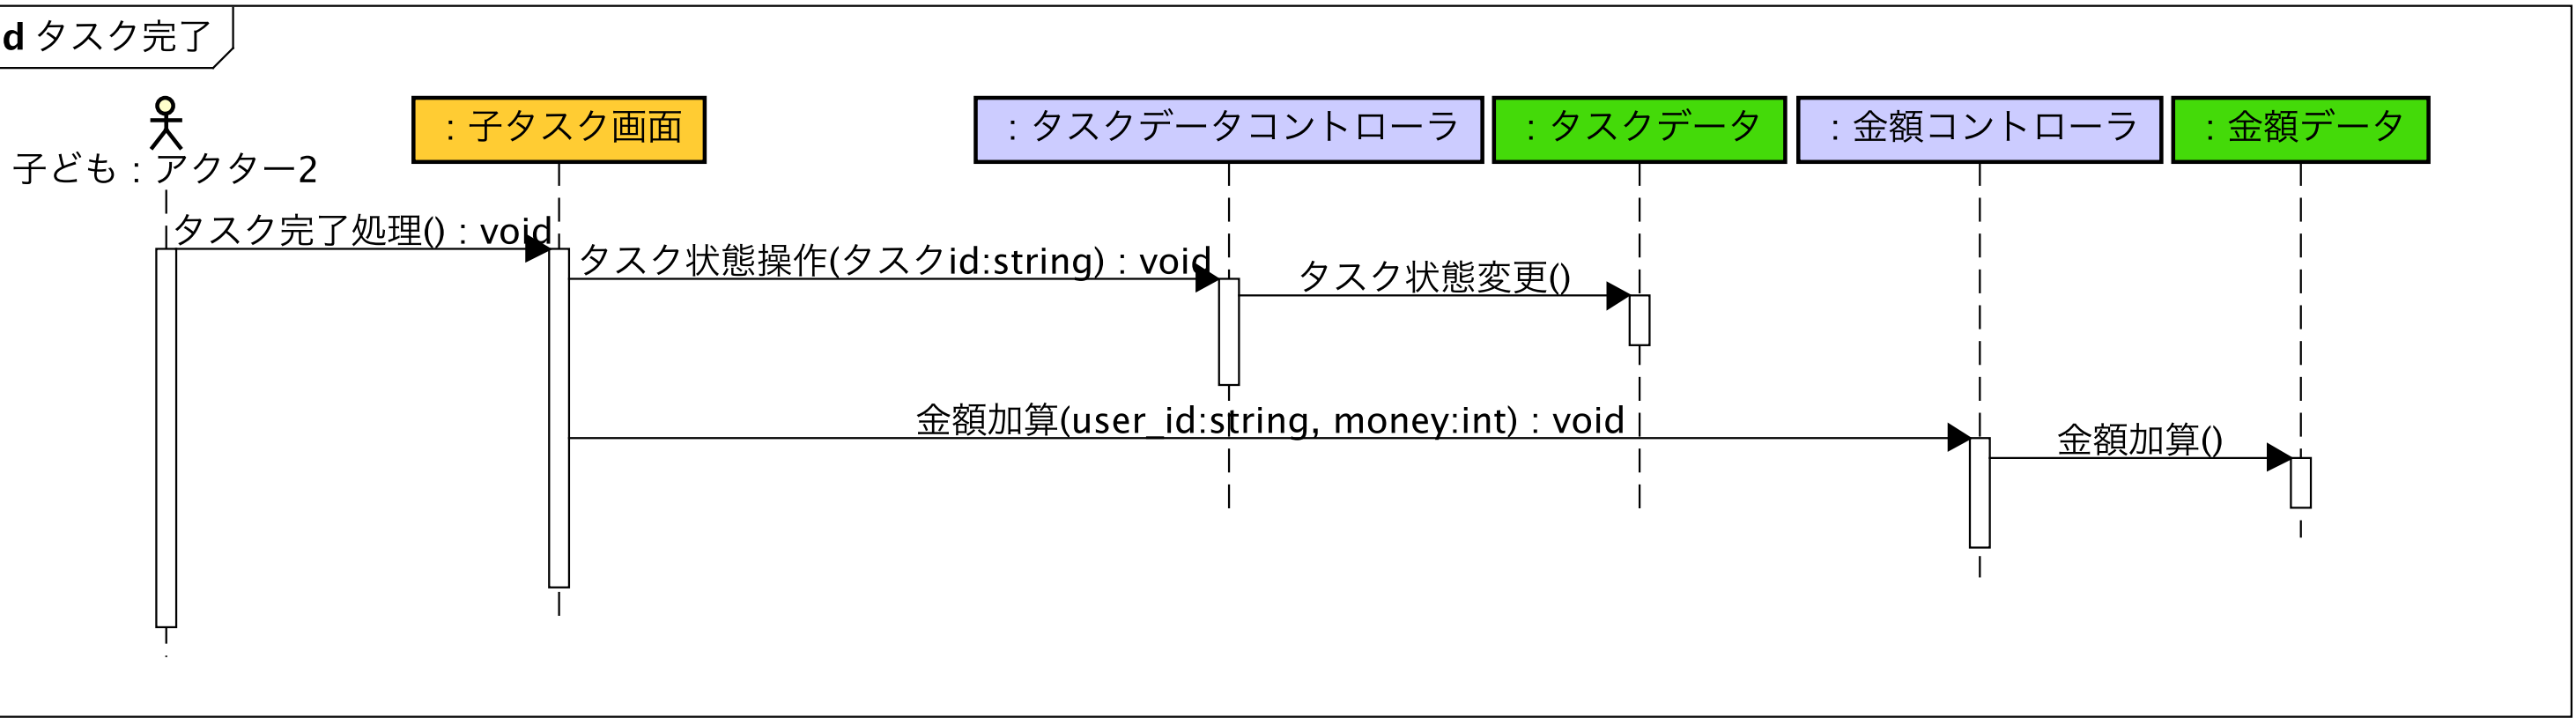 d タスク完了
子ども : アクター2
: 子タスク画面
: タスクデータコントローラ
: タスクデータ
: 金額コントローラ
: 金額データ
タスク完了処理() : void
タスク状態操作(タスクid:string) : void
タスク状態変更()
金額加算(user_id:string, money:int) : void
金額加算()